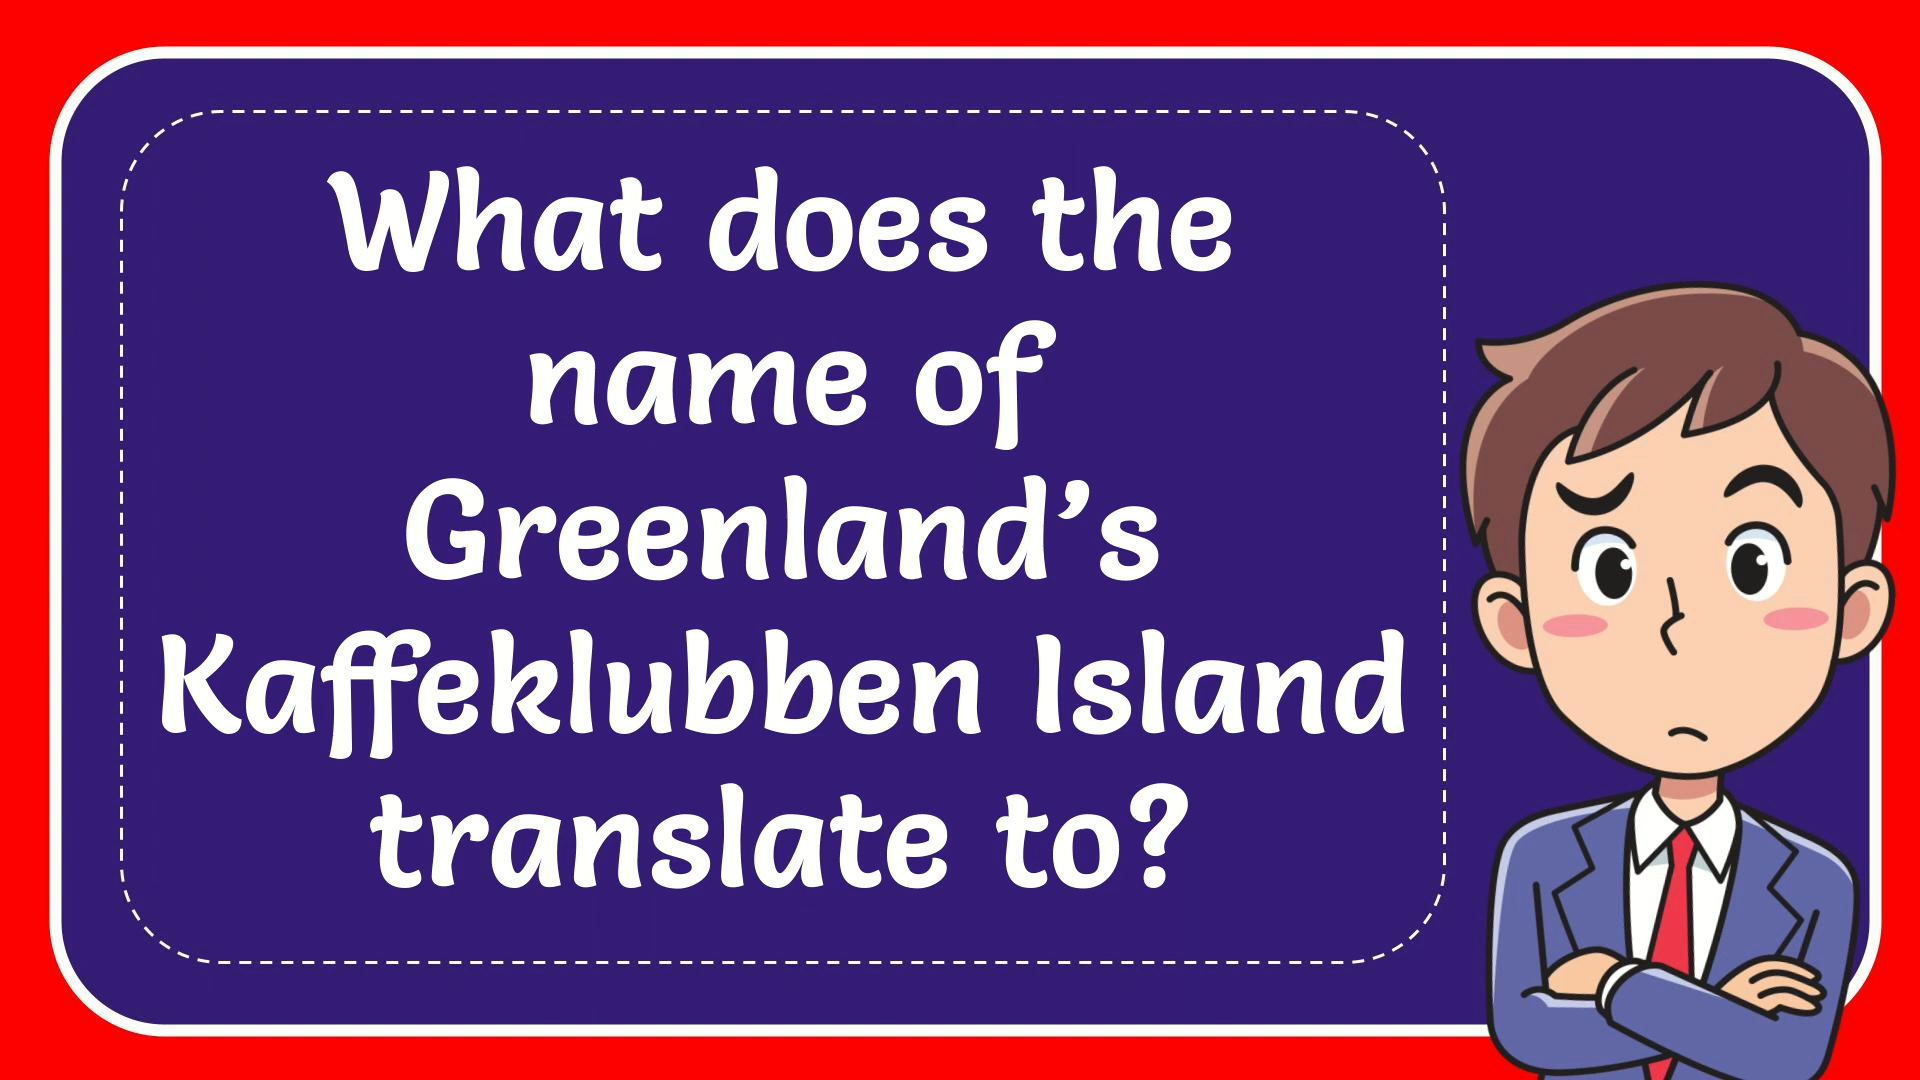 What does the
name of
Greenland’s
Kaffeklubben Island
translate to?